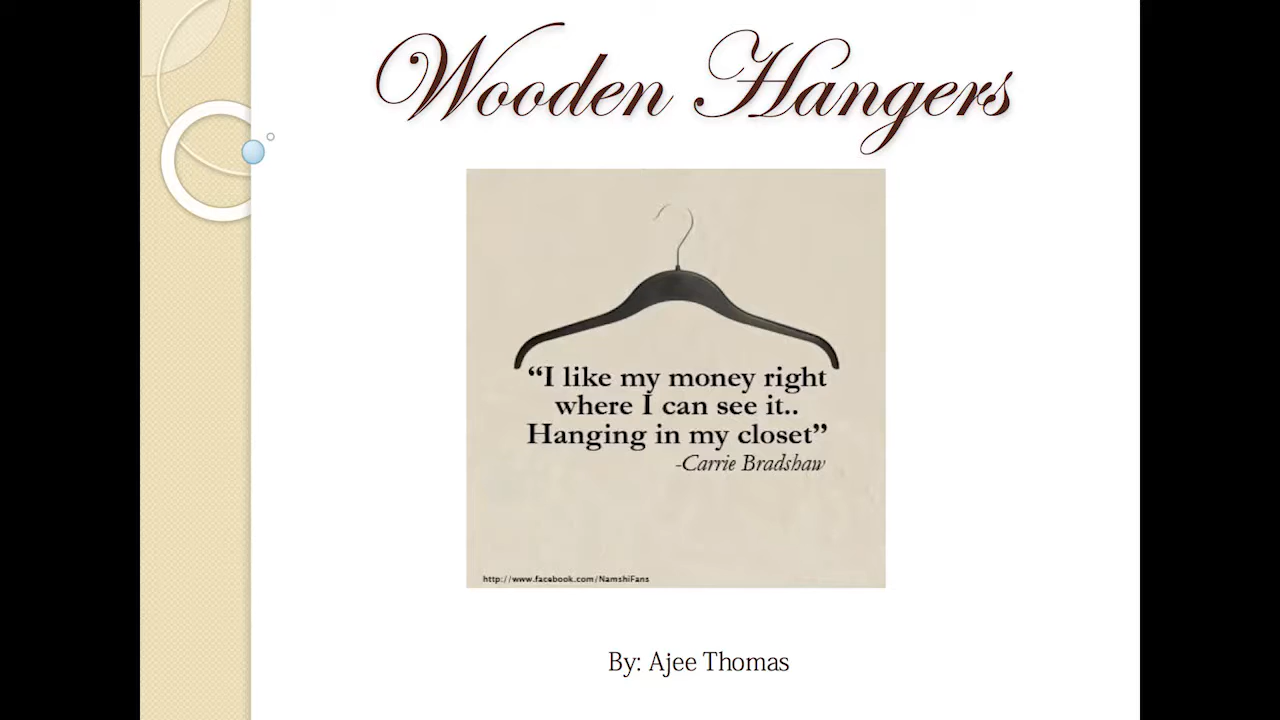 Wooden Hangers
“I like my money right
where I can see it..
Hanging in my closet”
-Carrie Bradshaw
http://www.facebook.com/NamshiFans
By: Ajee Thomas